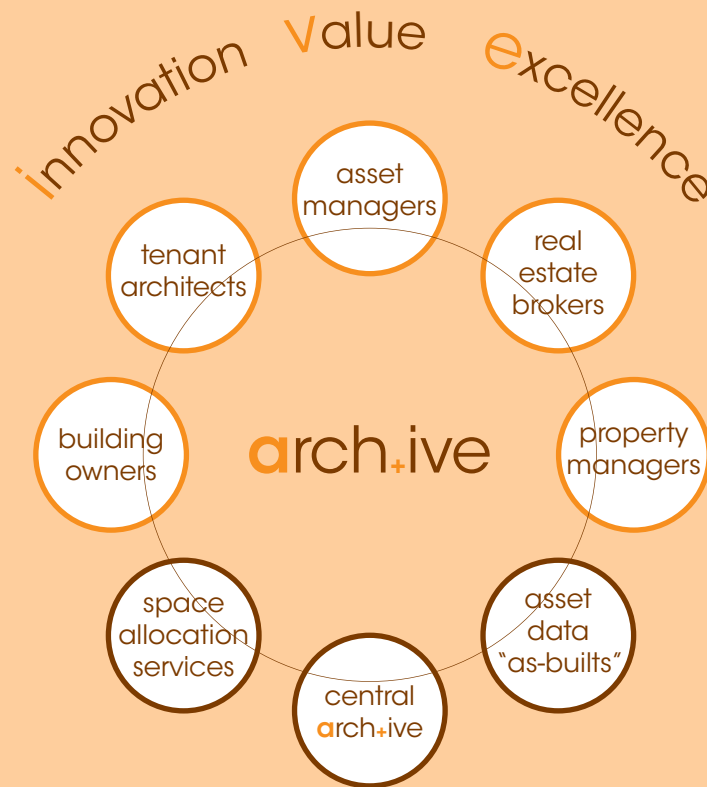 innovation Value excellence
asset
managers
tenant
architects
real
estate
brokers
building
owners
arch+ive
property
managers
space
allocation
services
asset
data
"as-builts"
central
arch+ive